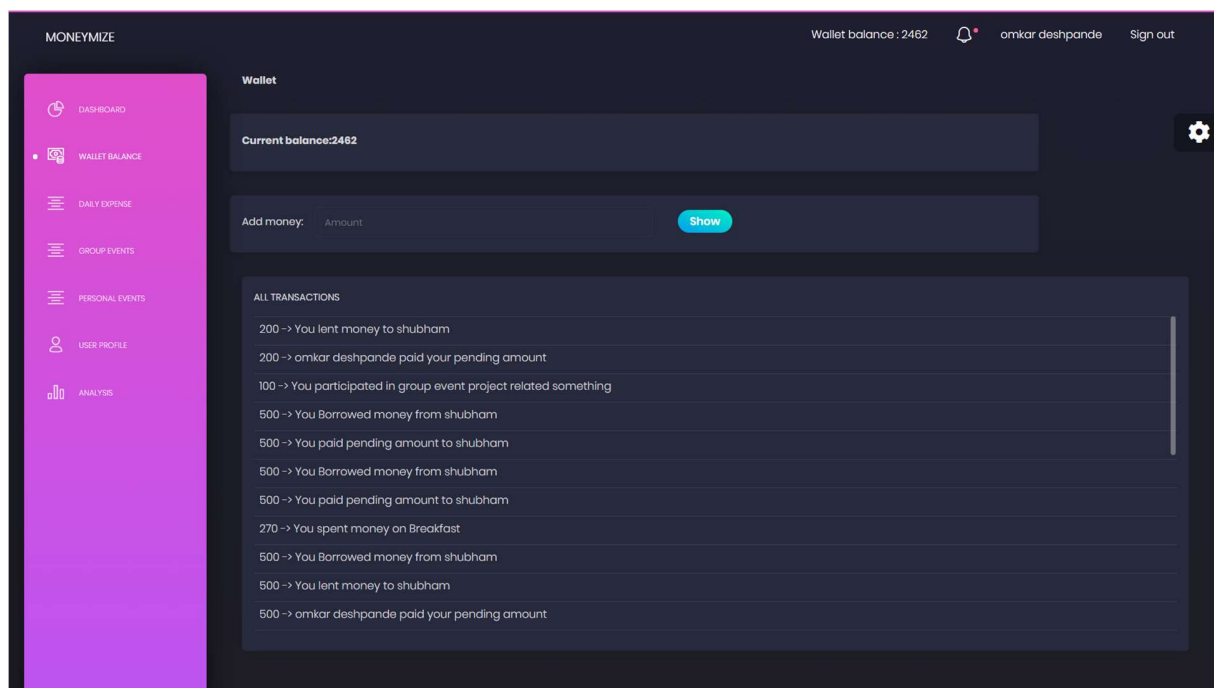 MONEYMIZE
Wallet balance : 2462 omkar deshpande Sign out
DASHBOARD
WALLET BALANCE
DAILY EXPENSE
GROUP EVENTS
PERSONAL EVENTS
USER PROFILE
ANALYSIS
Wallet
Current balance:2462
Add money: Amount Show
ALL TRANSACTIONS
200 -> You lent money to shubham
200 -> omkar deshpande paid your pending amount
100 -> You participated in group event project related something
500 -> You Borrowed money from shubham
500 -> You paid pending amount to shubham
500 -> You Borrowed money from shubham
500 -> You paid pending amount to shubham
270 -> You spent money on Breakfast
500 -> You Borrowed money from shubham
500 -> You lent money to shubham
500 -> omkar deshpande paid your pending amount